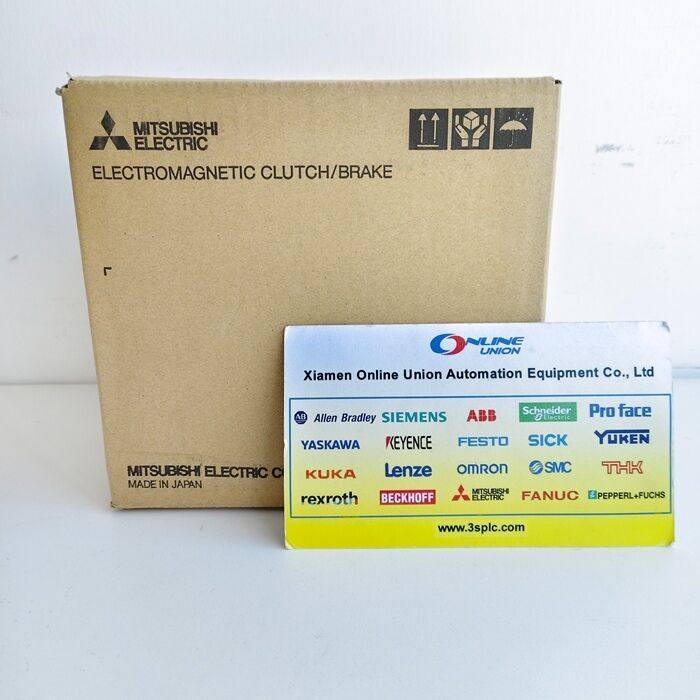 MITSUBISHI
ELECTRIC
ELECTROMAGNETIC CLUTCH/BRAKE
MITSUBISHI ELECTRIC CO
MADE IN JAPAN
ONLINE
UNION
Xiamen Online Union Automation Equipment Co., Ltd
AB Allen Bradley SIEMENS ABB Schneider Electric Pro face
YASKAWA KEYENCE FESTO SICK YUKEN
KUKA Lenze OMRON SMC THK
rexroth BECKHOFF MITSUBISHI ELECTRIC FANUC PEPPERL+FUCHS
www.3splc.com